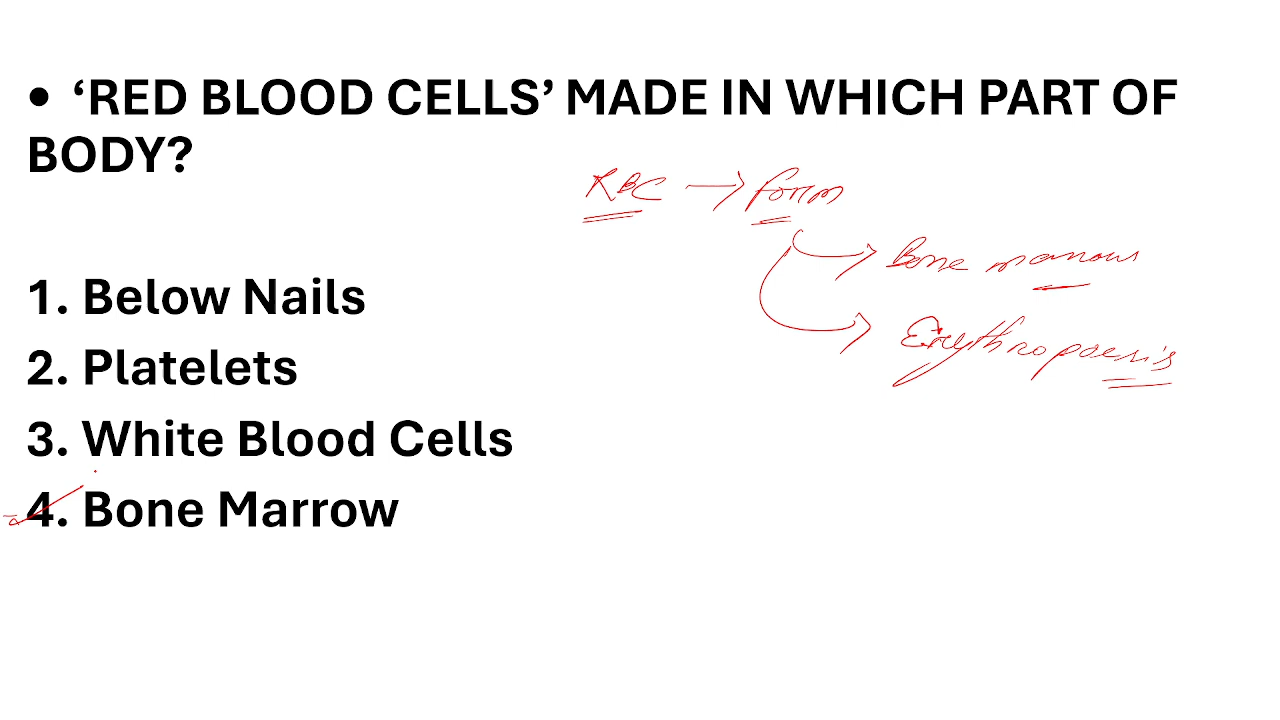 • ‘RED BLOOD CELLS’ MADE IN WHICH PART OF
BODY?
RBC → form
→ Bone marrow
→ Erythropoesis
1. Below Nails
2. Platelets
3. White Blood Cells
4. Bone Marrow